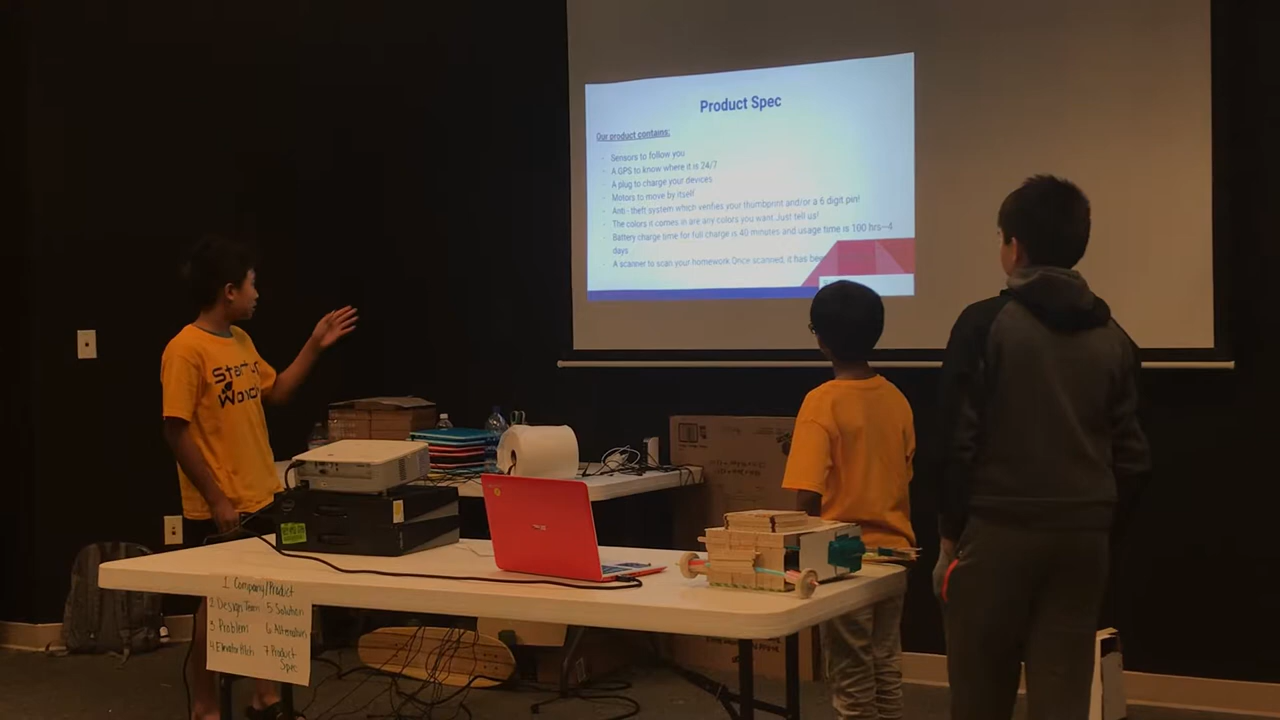 Product Spec
Our product contains:
- Sensors to follow you
- A GPS to know where it is 24/7
- A plug to charge your devices
- Motors to move by itself
- Anti - theft system which verifies your thumbprint and/or a 6 digit pin!
- The colors it comes in are any colors you want.Just tell us!
- Battery charge time for full charge is 40 minutes and usage time is 100 hrs~4
days
- A scanner to scan your homework Once scanned, it has
1. Company/Product
2. Design Team 5. Solution
3. Problem 6. Alternatives
4. Elevator Pitch 7. Product
Spec